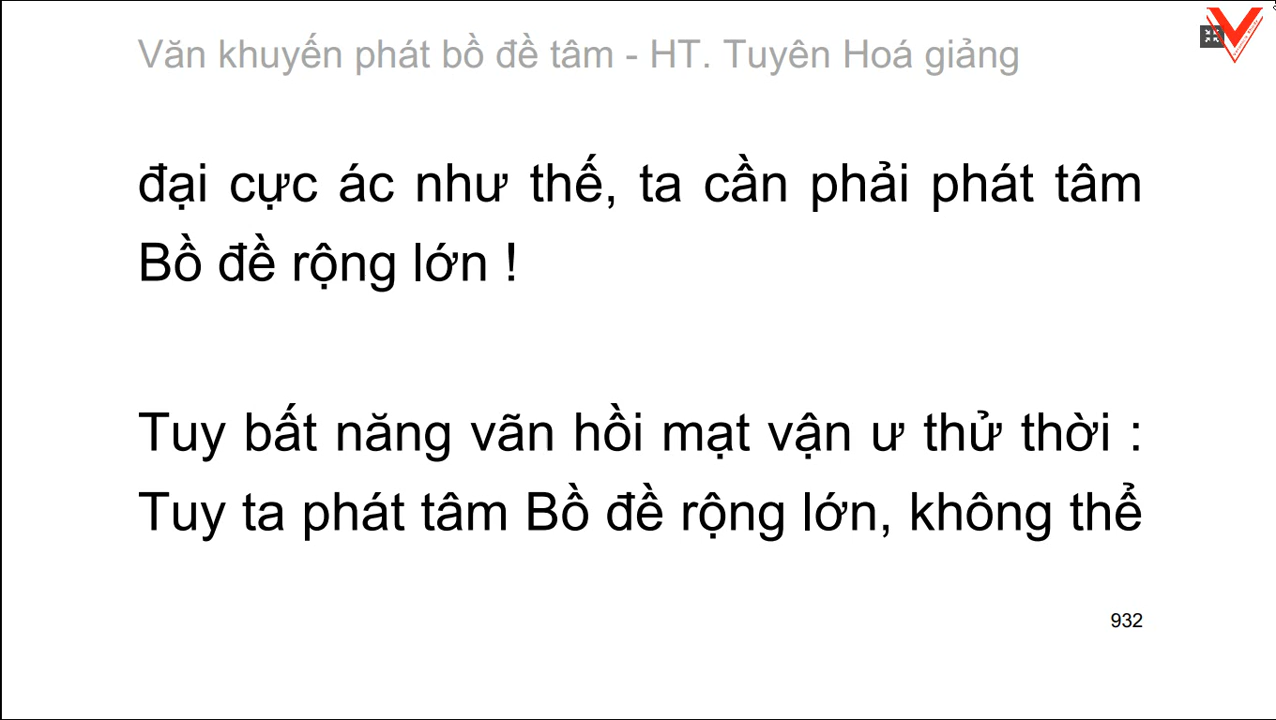 Văn khuyến phát bồ đề tâm - HT. Tuyên Hoá giảng
đại cực ác như thế, ta cần phải phát tâm
Bồ đề rộng lớn !
Tuy bất năng vãn hồi mạt vận ư thử thời :
Tuy ta phát tâm Bồ đề rộng lớn, không thể
932